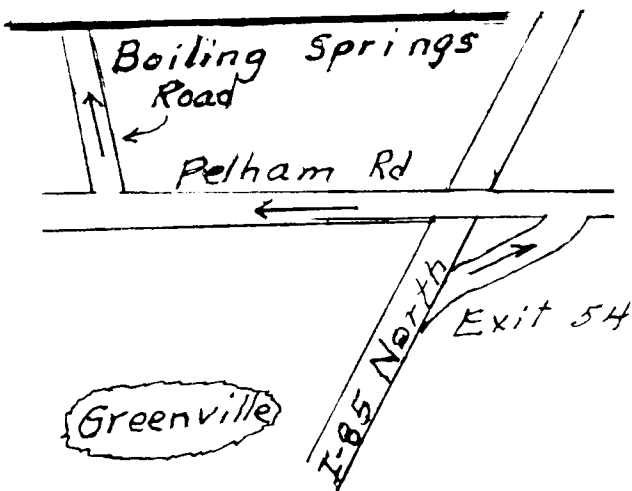 Boiling Springs
Road
Pelham Rd
Exit 54
I-85 North
Greenville